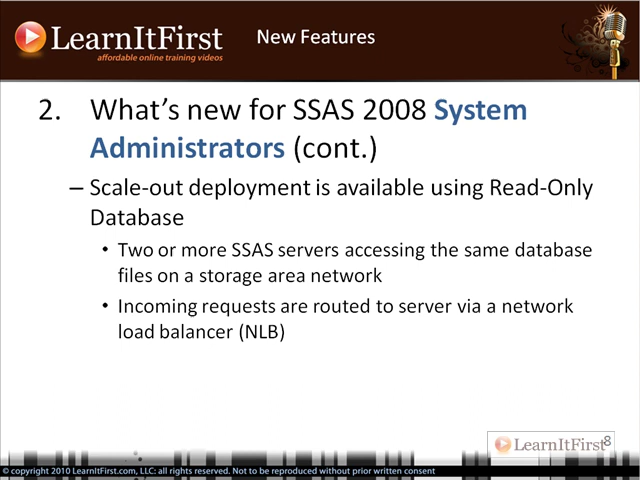 LearnItFirst
affordable online training videos
New Features
2. What's new for SSAS 2008 System
Administrators (cont.)
– Scale-out deployment is available using Read-Only
Database
• Two or more SSAS servers accessing the same database
files on a storage area network
• Incoming requests are routed to server via a network
load balancer (NLB)
LearnItFirst
8
© copyright 2010 LearnItFirst.com, LLC: all rights reserved. Not to be reproduced without prior written consent